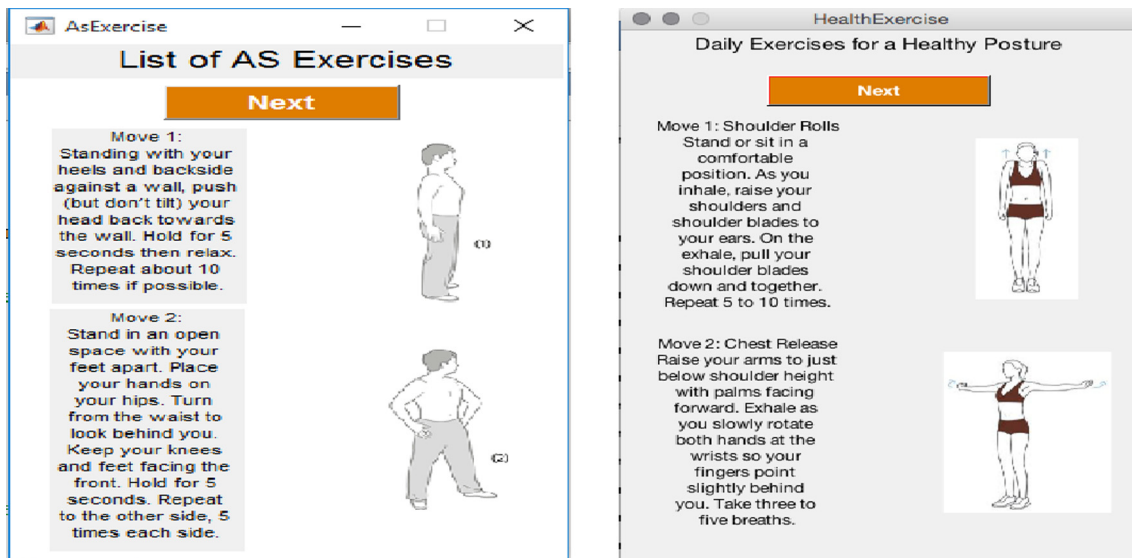 AsExercise
List of AS Exercises
Next
Move 1:
Standing with your
heels and backside
against a wall, push
(but don't tilt) your
head back towards
the wall. Hold for 5
seconds then relax.
Repeat about 10
times if possible.
(1)
Move 2:
Stand in an open
space with your
feet apart. Place
your hands on
your hips. Turn
from the waist to
look behind you.
Keep your knees
and feet facing the
front. Hold for 5
seconds. Repeat
to the other side, 5
times each side.
(2)
HealthExercise
Daily Exercises for a Healthy Posture
Next
Move 1: Shoulder Rolls
Stand or sit in a
comfortable
position. As you
inhale, raise your
shoulders and
shoulder blades to
your ears. On the
exhale, pull your
shoulder blades
down and together.
Repeat 5 to 10 times.
Move 2: Chest Release
Raise your arms to just
below shoulder height
with palms facing
forward. Exhale as
you slowly rotate
both hands at the
wrists so your
fingers point
slightly behind
you. Take three to
five breaths.